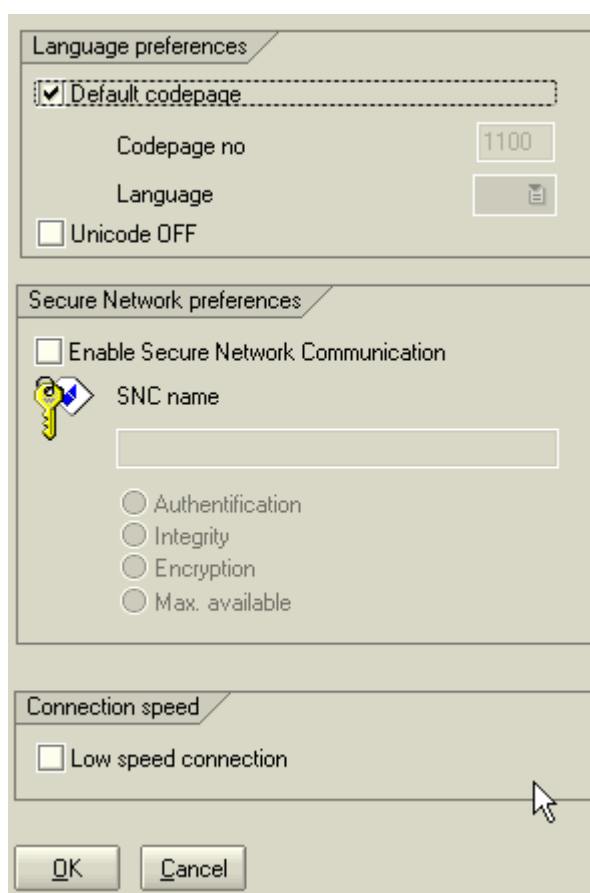 Language preferences
Default codepage
Codepage no 1100
Language
Unicode OFF
Secure Network preferences
Enable Secure Network Communication
SNC name
Authentification
Integrity
Encryption
Max. available
Connection speed
Low speed connection
OK Cancel